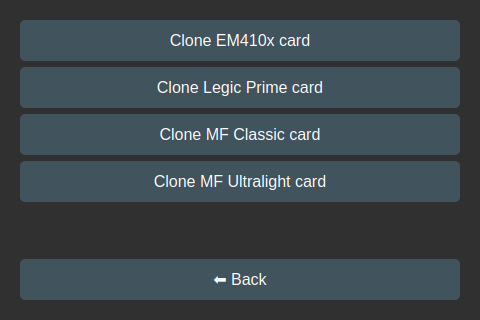 Clone EM410x card
Clone Legic Prime card
Clone MF Classic card
Clone MF Ultralight card
⬅ Back